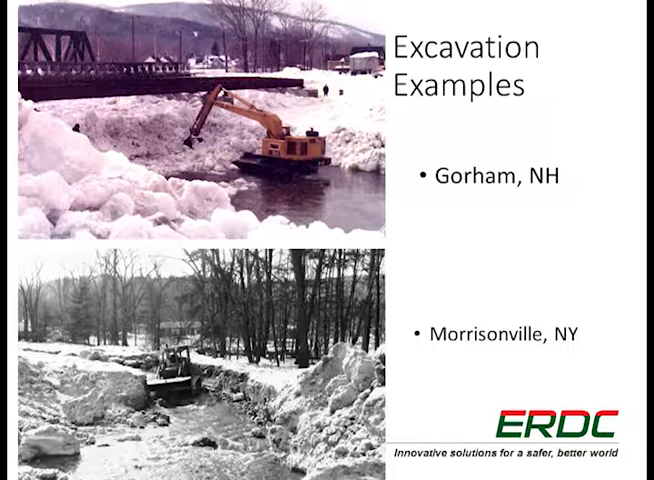 Excavation
Examples
• Gorham, NH
• Morrisonville, NY
ERDC
Innovative solutions for a safer, better world